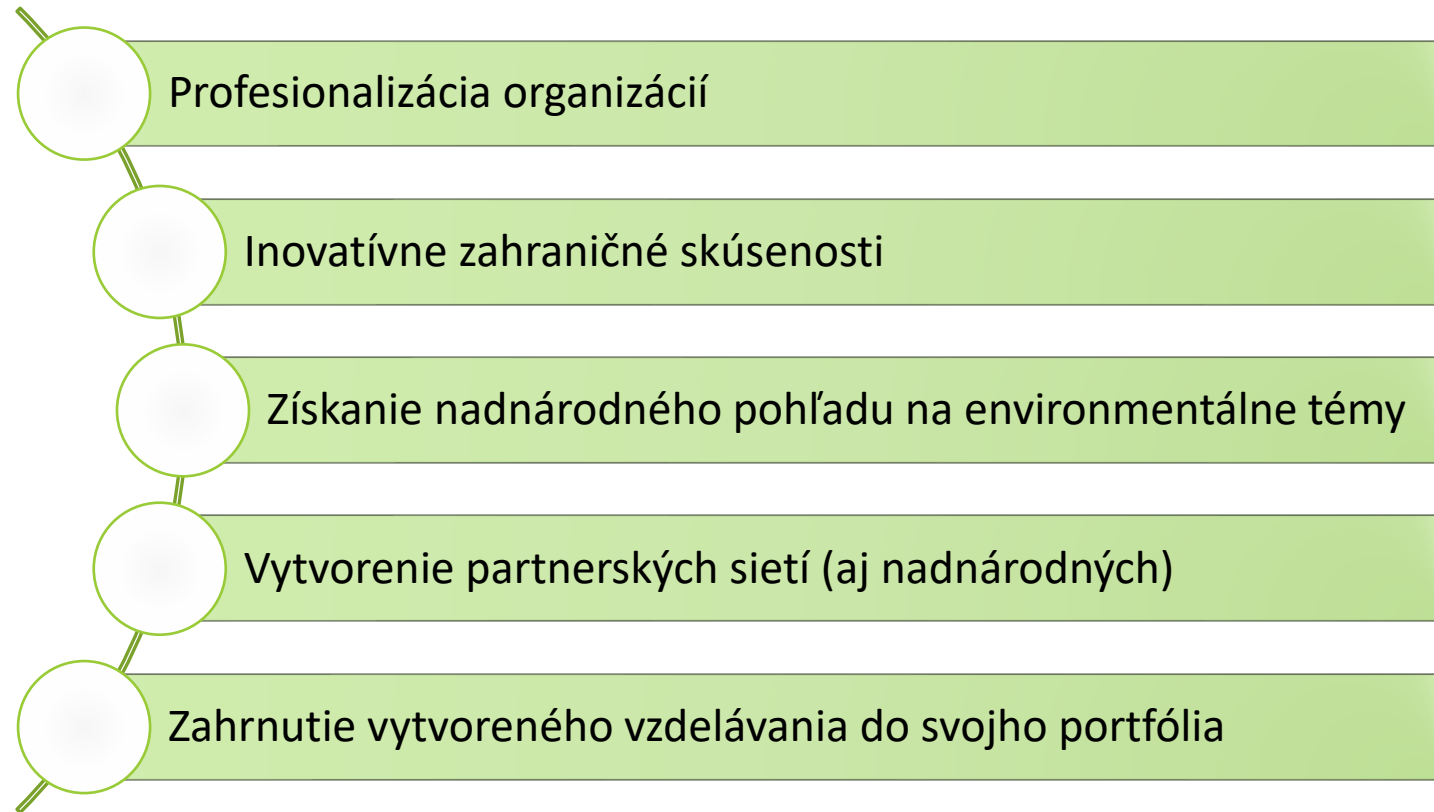 Profesionalizácia organizácií
Inovatívne zahraničné skúsenosti
Získanie nadnárodného pohľadu na environmentálne témy
Vytvorenie partnerských sietí (aj nadnárodných)
Zahrnutie vytvoreného vzdelávania do svojho portfólia